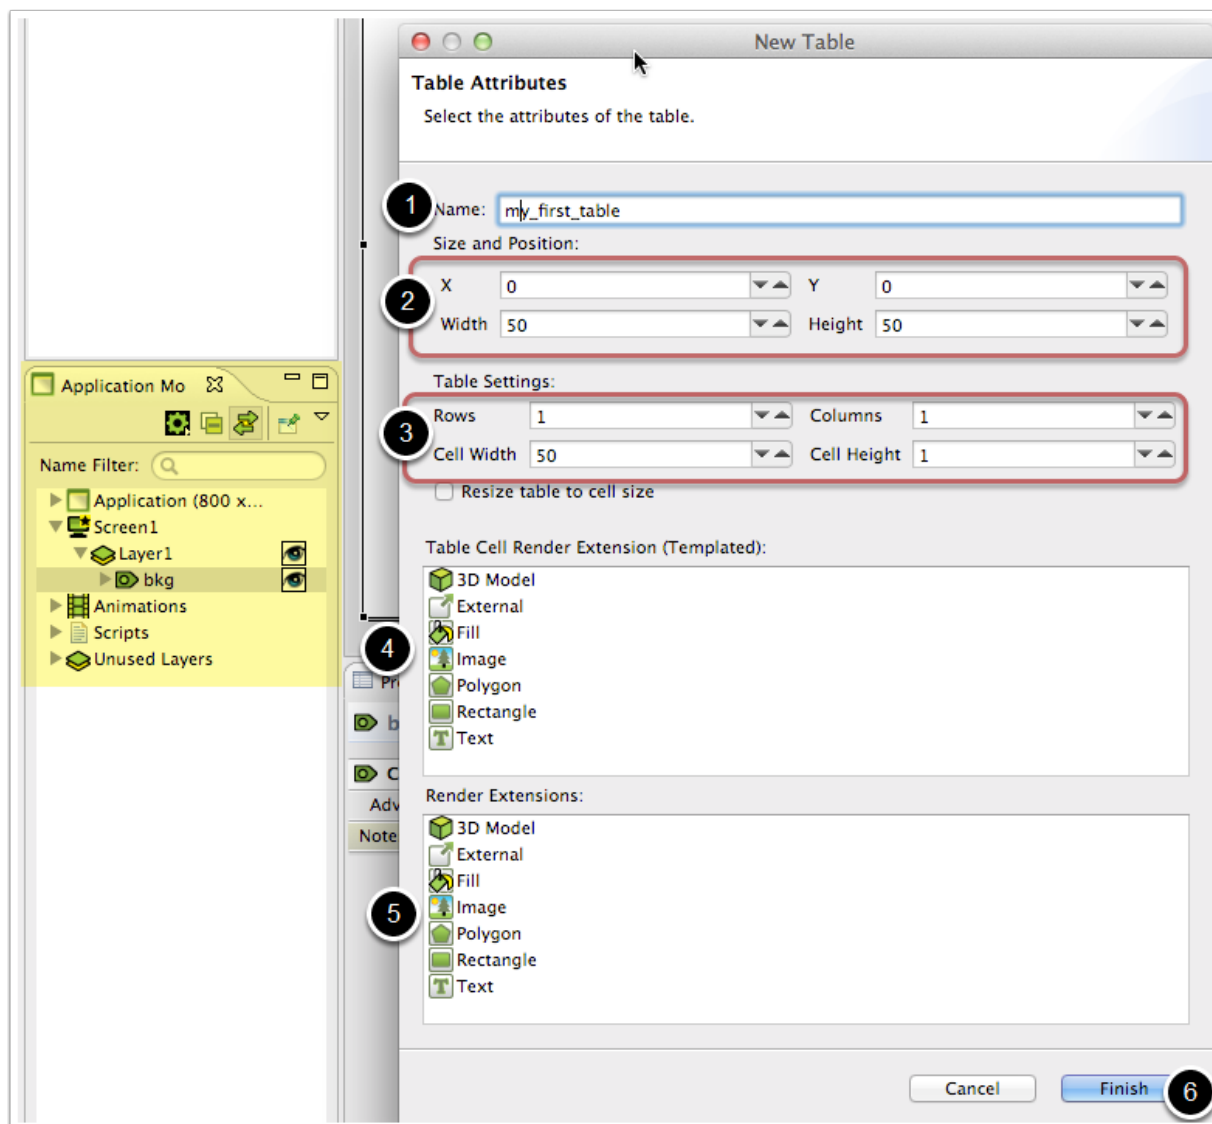 New Table
Table Attributes
Select the attributes of the table.
1 Name: my_first_table
Size and Position:
2 X 0 Y 0
Width 50 Height 50
Table Settings:
3 Rows 1 Columns 1
Cell Width 50 Cell Height 1
Resize table to cell size
Table Cell Render Extension (Templated):
3D Model
External
Fill
4 Image
Polygon
Rectangle
Text
Render Extensions:
3D Model
External
Fill
5 Image
Polygon
Rectangle
Text
Cancel Finish 6
Application Mo
Name Filter:
Application (800 x...
Screen1
Layer1
bkg
Animations
Scripts
Unused Layers
Pr
b
C
Adv
Note